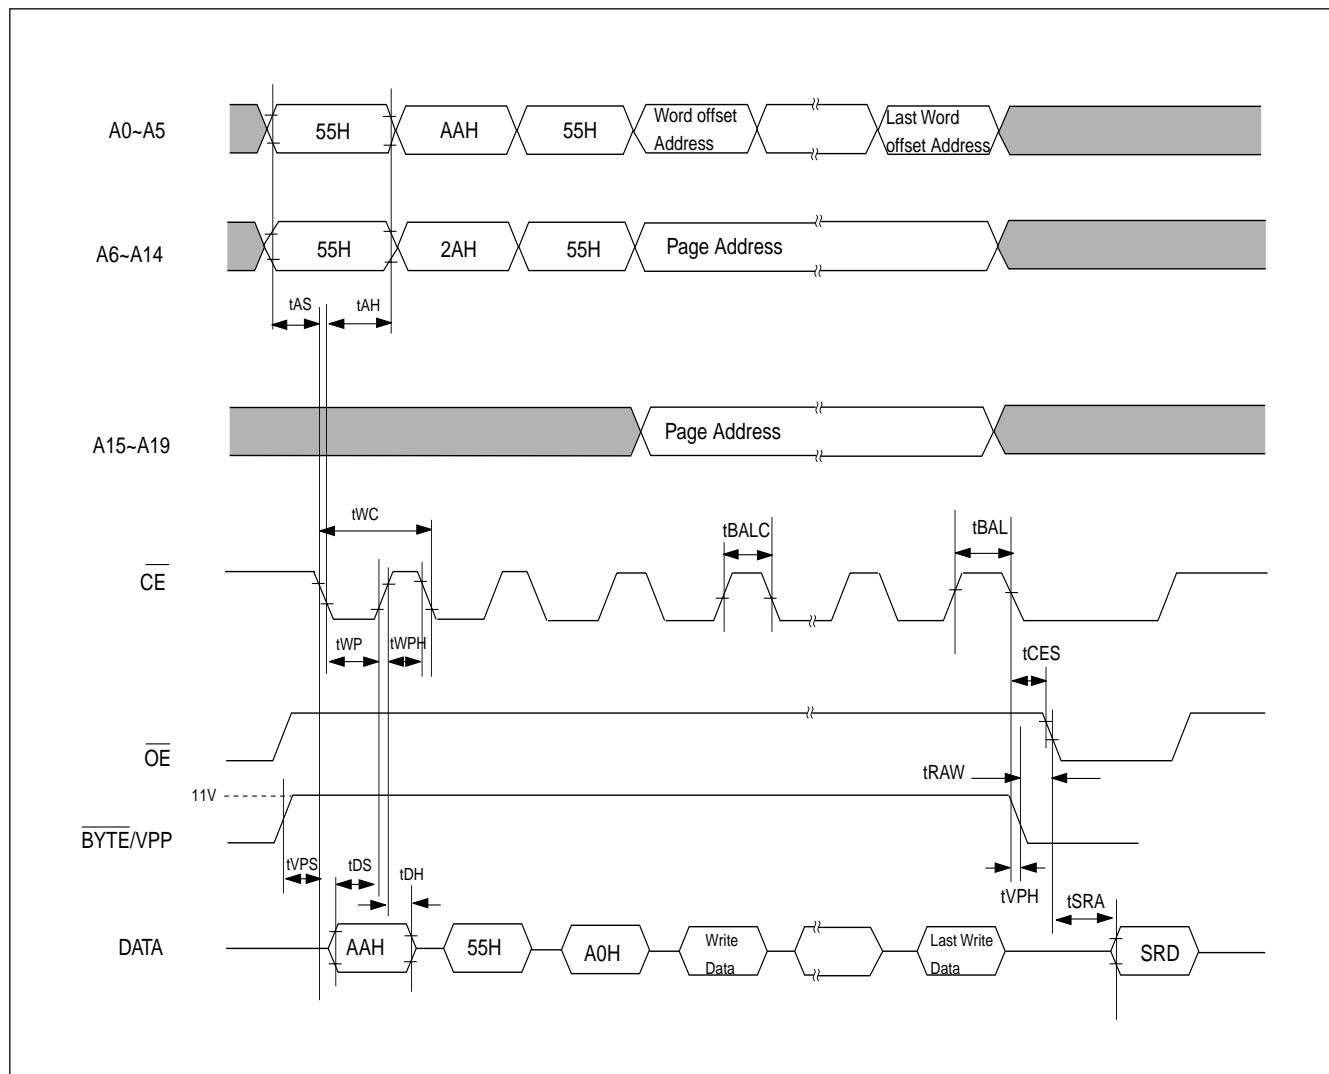 A0~A5
55H
AAH
55H
Word offset
Address
Last Word
offset Address
A6~A14
55H
2AH
55H
Page Address
tAS
tAH
A15~A19
Page Address
tWC
tBALC
tBAL
CE
tWP
tWPH
tCES
OE
tRAW
11V
BYTE/VPP
tVPS
tDS
tDH
tVPH
tSRA
DATA
AAH
55H
A0H
Write
Data
Last Write
Data
SRD